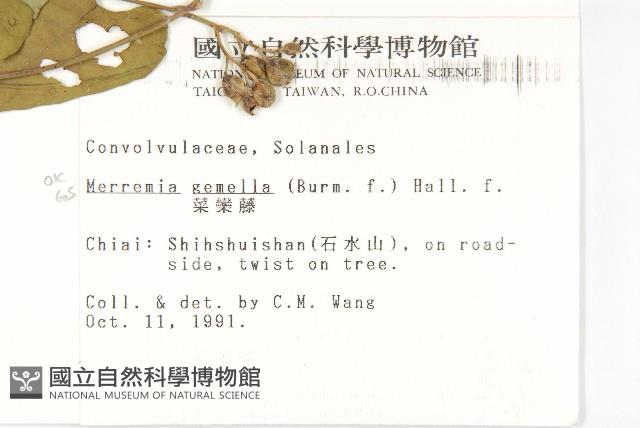 國立自然科學博物館
NATIONAL MUSEUM OF NATURAL SCIENCE
TAIWAN, R.O.CHINA
Convolvulaceae, Solanales
OK
Merremia gemella (Burm. f.) Hall. f.
菜欒藤
Chiai: Shihshuishan(石水山), on road-
side, twist on tree.
Coll. & det. by C.M. Wang
Oct. 11, 1991.
國立自然科學博物館
NATIONAL MUSEUM OF NATURAL SCIENCE